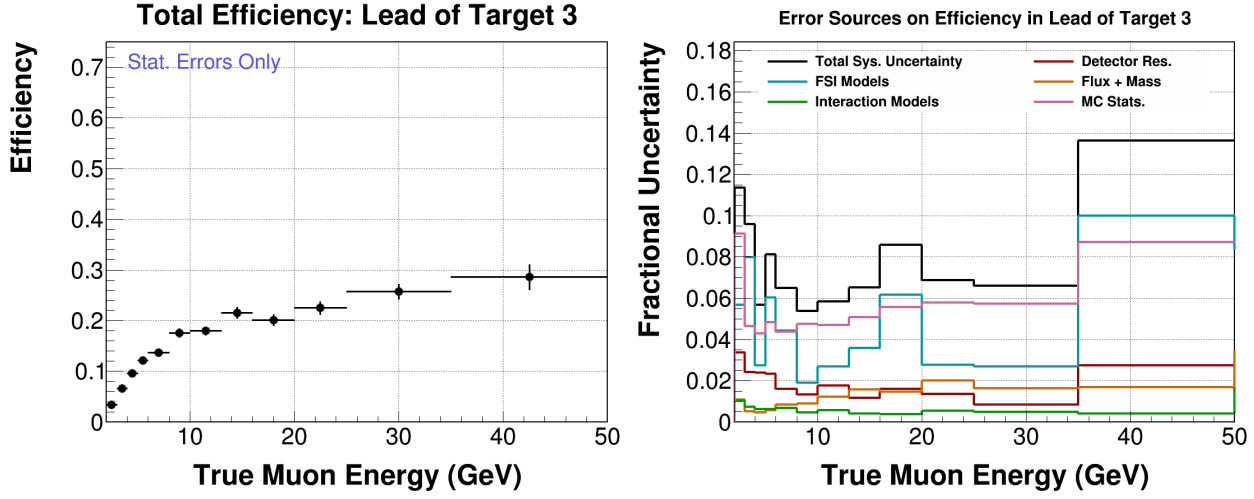 Total Efficiency: Lead of Target 3
Stat. Errors Only
Efficiency
0.7
0.6
0.5
0.4
0.3
0.2
0.1
0
10
20
30
40
50
True Muon Energy (GeV)
Error Sources on Efficiency in Lead of Target 3
Total Sys. Uncertainty
FSI Models
Interaction Models
Detector Res.
Flux + Mass
MC Stats.
Fractional Uncertainty
0.18
0.16
0.14
0.12
0.1
0.08
0.06
0.04
0.02
0
10
20
30
40
50
True Muon Energy (GeV)